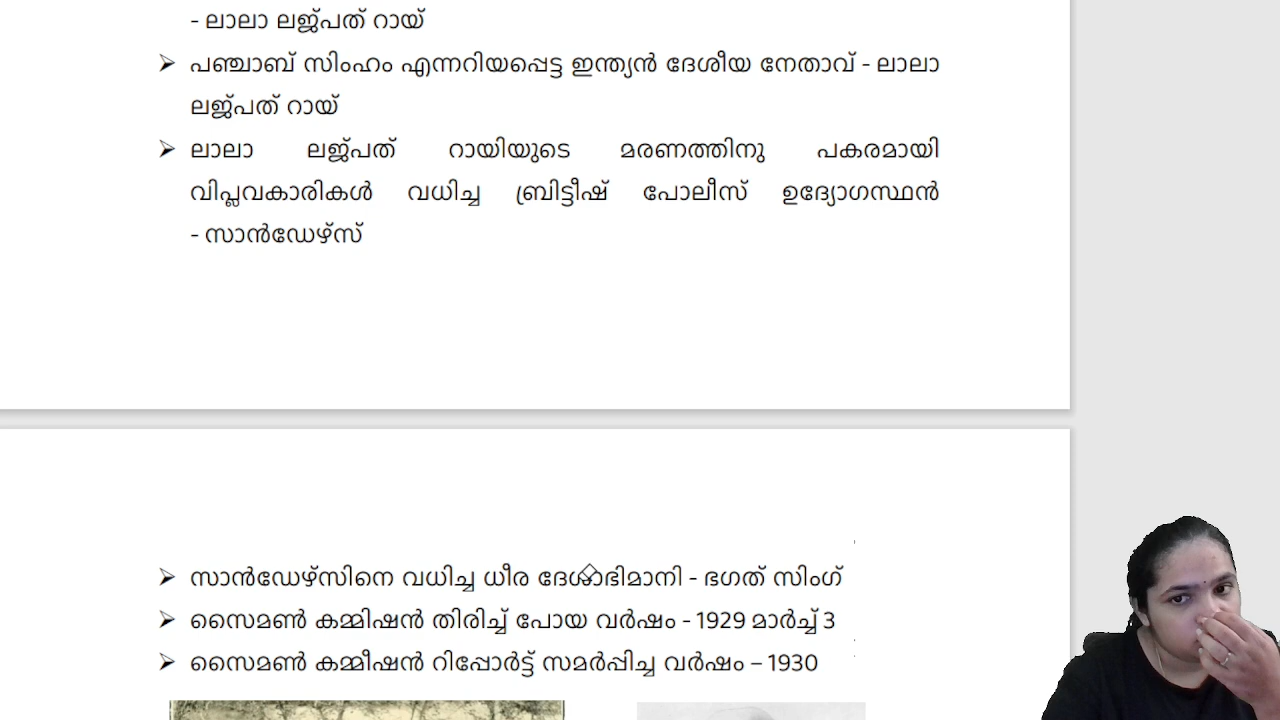 - ലാലാ ലജ്പത് റായ്
➤ പഞ്ചാബ് സിംഹം എന്നറിയപ്പെട്ട ഇന്ത്യൻ ദേശീയ നേതാവ് - ലാലാ
ലജ്പത് റായ്
➤ ലാലാ ലജ്പത് റായിയുടെ മരണത്തിനു പകരമായി
വിപ്ലവകാരികൾ വധിച്ച ബ്രിട്ടീഷ് പോലീസ് ഉദ്യോഗസ്ഥൻ
- സാൻഡേഴ്സ്
➤ സാൻഡേഴ്സിനെ വധിച്ച ധീര ദേശാഭിമാനി - ഭഗത് സിംഗ്
➤ സൈമൺ കമ്മിഷൻ തിരിച്ച് പോയ വർഷം - 1929 മാർച്ച് 3
➤ സൈമൺ കമ്മീഷൻ റിപ്പോർട്ട് സമർപ്പിച്ച വർഷം – 1930